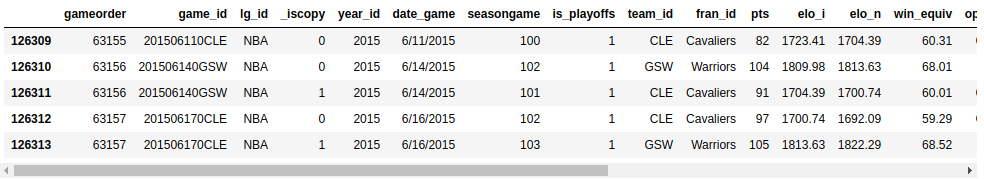 gameorder game_id lg_id _iscopy year_id date_game seasongame is_playoffs team_id fran_id pts elo_i elo_n win_equiv op
126309 63155 201506110CLE NBA 0 2015 6/11/2015 100 1 CLE Cavaliers 82 1723.41 1704.39 60.31
126310 63156 201506140GSW NBA 0 2015 6/14/2015 102 1 GSW Warriors 104 1809.98 1813.63 68.01
126311 63156 201506140GSW NBA 1 2015 6/14/2015 101 1 CLE Cavaliers 91 1704.39 1700.74 60.01
126312 63157 201506170CLE NBA 0 2015 6/16/2015 102 1 CLE Cavaliers 97 1700.74 1692.09 59.29
126313 63157 201506170CLE NBA 1 2015 6/16/2015 103 1 GSW Warriors 105 1813.63 1822.29 68.52